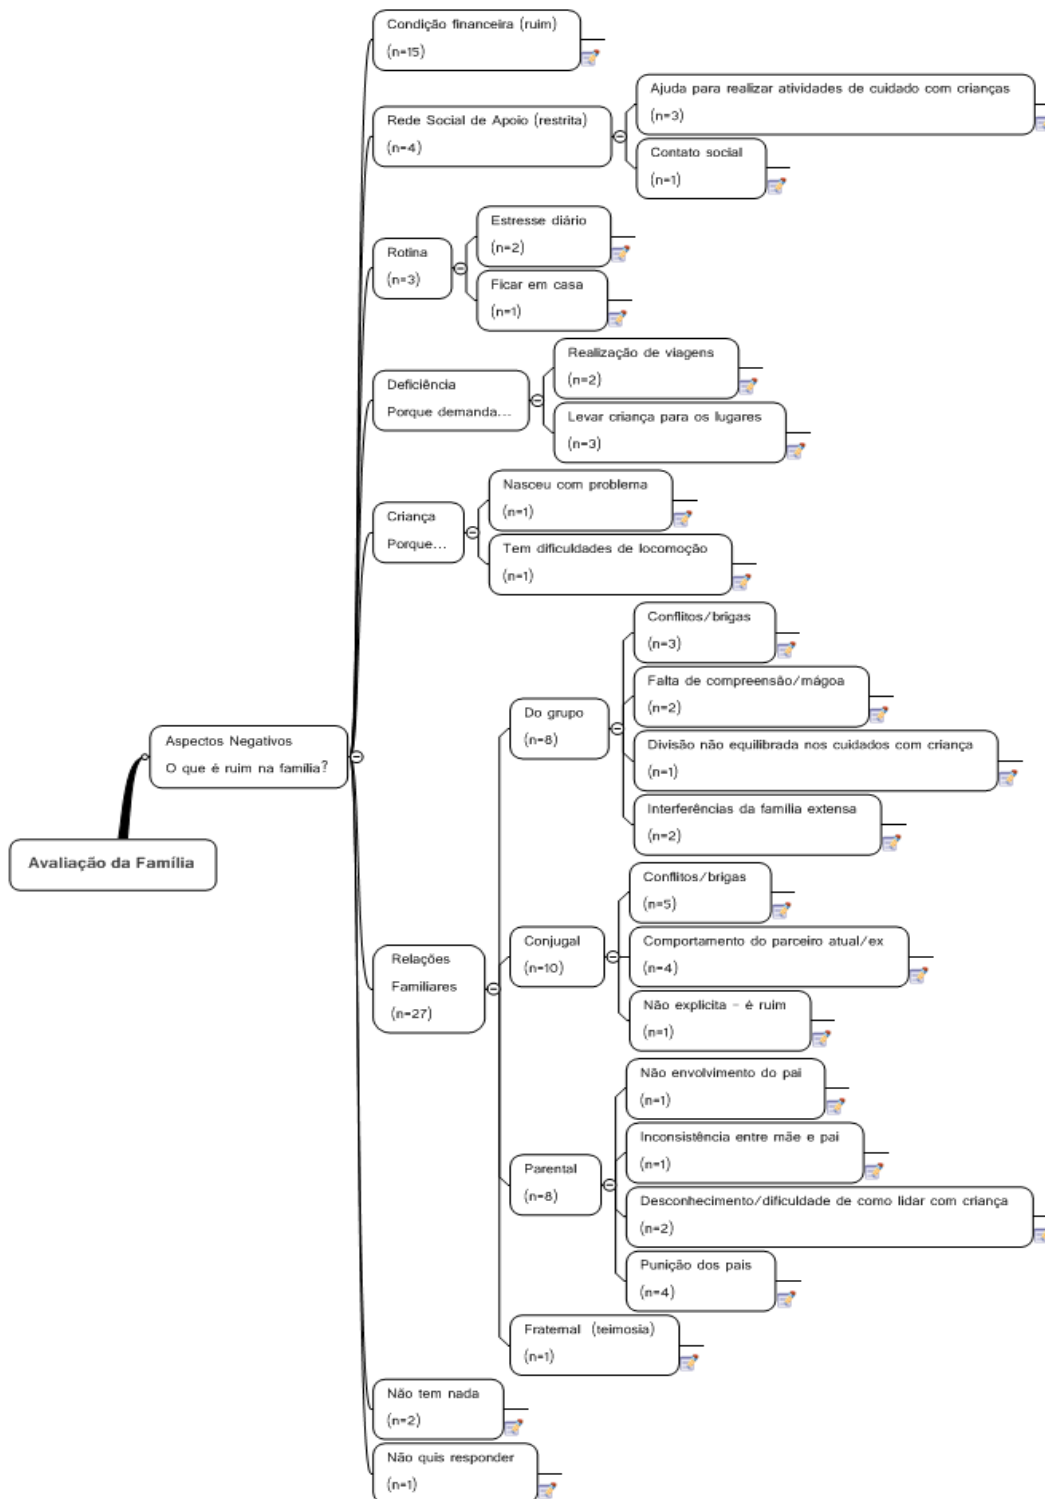 Condição financeira (ruim)
(n=15)
Rede Social de Apoio (restrita)
(n=4)
Ajuda para realizar atividades de cuidado com crianças
(n=3)
Contato social
(n=1)
Rotina
(n=3)
Estresse diário
(n=2)
Ficar em casa
(n=1)
Deficiência
Porque demanda...
Realização de viagens
(n=2)
Levar criança para os lugares
(n=3)
Criança
Porque...
Nasceu com problema
(n=1)
Tem dificuldades de locomoção
(n=1)
Avaliação da Família
Aspectos Negativos
O que é ruim na família?
Relações
Familiares
(n=27)
Do grupo
(n=8)
Conflitos/brigas
(n=3)
Falta de compreensão/mágoa
(n=2)
Divisão não equilibrada nos cuidados com criança
(n=1)
Interferências da família extensa
(n=2)
Conjugal
(n=10)
Conflitos/brigas
(n=5)
Comportamento do parceiro atual/ex
(n=4)
Não explicita - é ruim
(n=1)
Parental
(n=8)
Não envolvimento do pai
(n=1)
Inconsistência entre mãe e pai
(n=1)
Desconhecimento/dificuldade de como lidar com criança
(n=2)
Punição dos pais
(n=4)
Fraternal (teimosia)
(n=1)
Não tem nada
(n=2)
Não quis responder
(n=1)